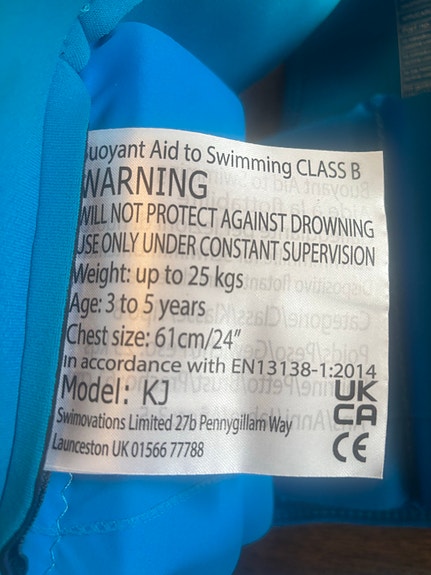 Buoyant Aid to Swimming CLASS B
WARNING
WILL NOT PROTECT AGAINST DROWNING
USE ONLY UNDER CONSTANT SUPERVISION
Weight: up to 25 kgs
Age: 3 to 5 years
Chest size: 61cm/24"
In accordance with EN13138-1:2014
Model: KJ
Swimovations Limited 27b Pennygillam Way
Launceston UK 01566 77788
UK
CA
CE